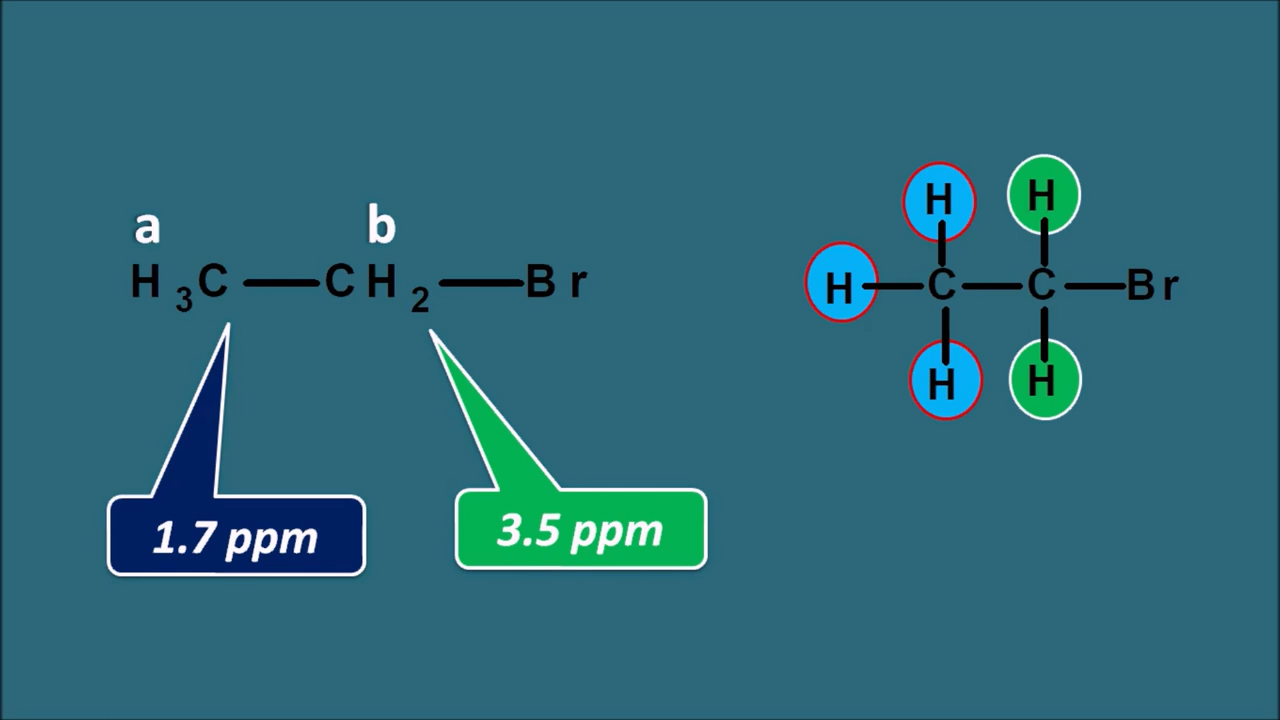 a b
H₃C—CH₂—Br
1.7 ppm
3.5 ppm
H H
H—C—C—Br
H H